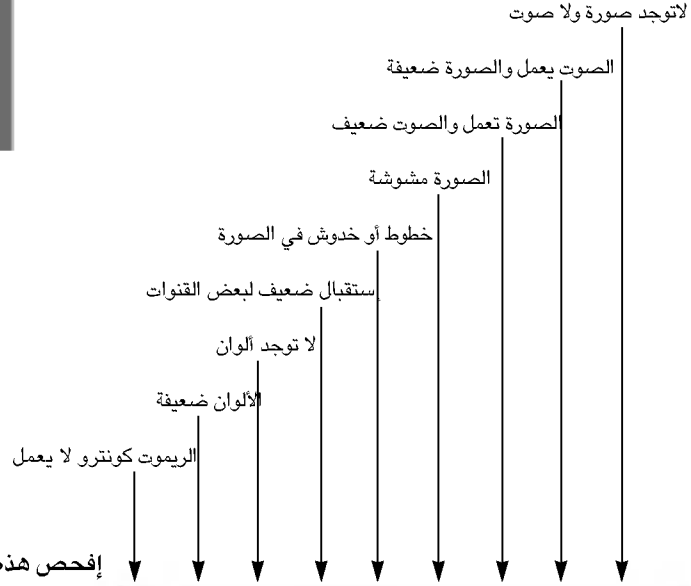 لاتوجد صورة ولا صوت
الصوت يعمل والصورة ضعيفة
الصورة تعمل والصوت ضعيف
الصورة مشوشة
خطوط أو خدوش في الصورة
إستقبال ضعيف لبعض القنوات
لا توجد ألوان
الألوان ضعيفة
الريموت كونترو لا يعمل
إفحص